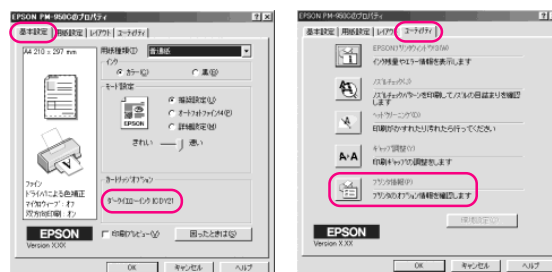 EPSON PM-950Cのプロパティ
基本設定 用紙設定 レイアウト ユーティリティ
A4 210 x 297 mm
用紙種類(D) 普通紙
インク
カラー(O) 黒(B)
モード設定
推奨設定(U)
オートフォトファイン!4(E)
詳細設定(M)
EPSON
きれい 速い
ファイン
ドライバによる色補正
マイクロウィーブ : オフ
双方向印刷 : オン
カートリッジオプション
ダークイエローインク ICDY21
EPSON
Version X.XX
印刷プレビュー(V) 困ったときは(Q)
OK キャンセル ヘルプ
EPSON PM-950Cのプロパティ
基本設定 用紙設定 レイアウト ユーティリティ
EPSONプリンタウィンドウ!3(W)
インク残量やエラー情報を表示します
ノズルチェック(J)
ノズルチェックパターンを印刷してノズルの目詰まりを確認
します
ヘッドクリーニング(D)
印刷がかすれたり汚れたら行ってください
ギャップ調整(Y)
印刷ギャップの調整をします
プリンタ情報(P)
プリンタのオプション情報を確認します
環境設定(X)
EPSON
Version X.XX
OK キャンセル ヘルプ